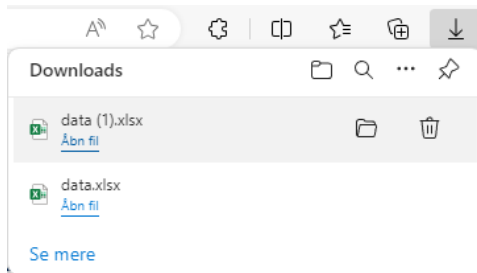 Downloads
data (1).xlsx
Åbn fil
data.xlsx
Åbn fil
Se mere